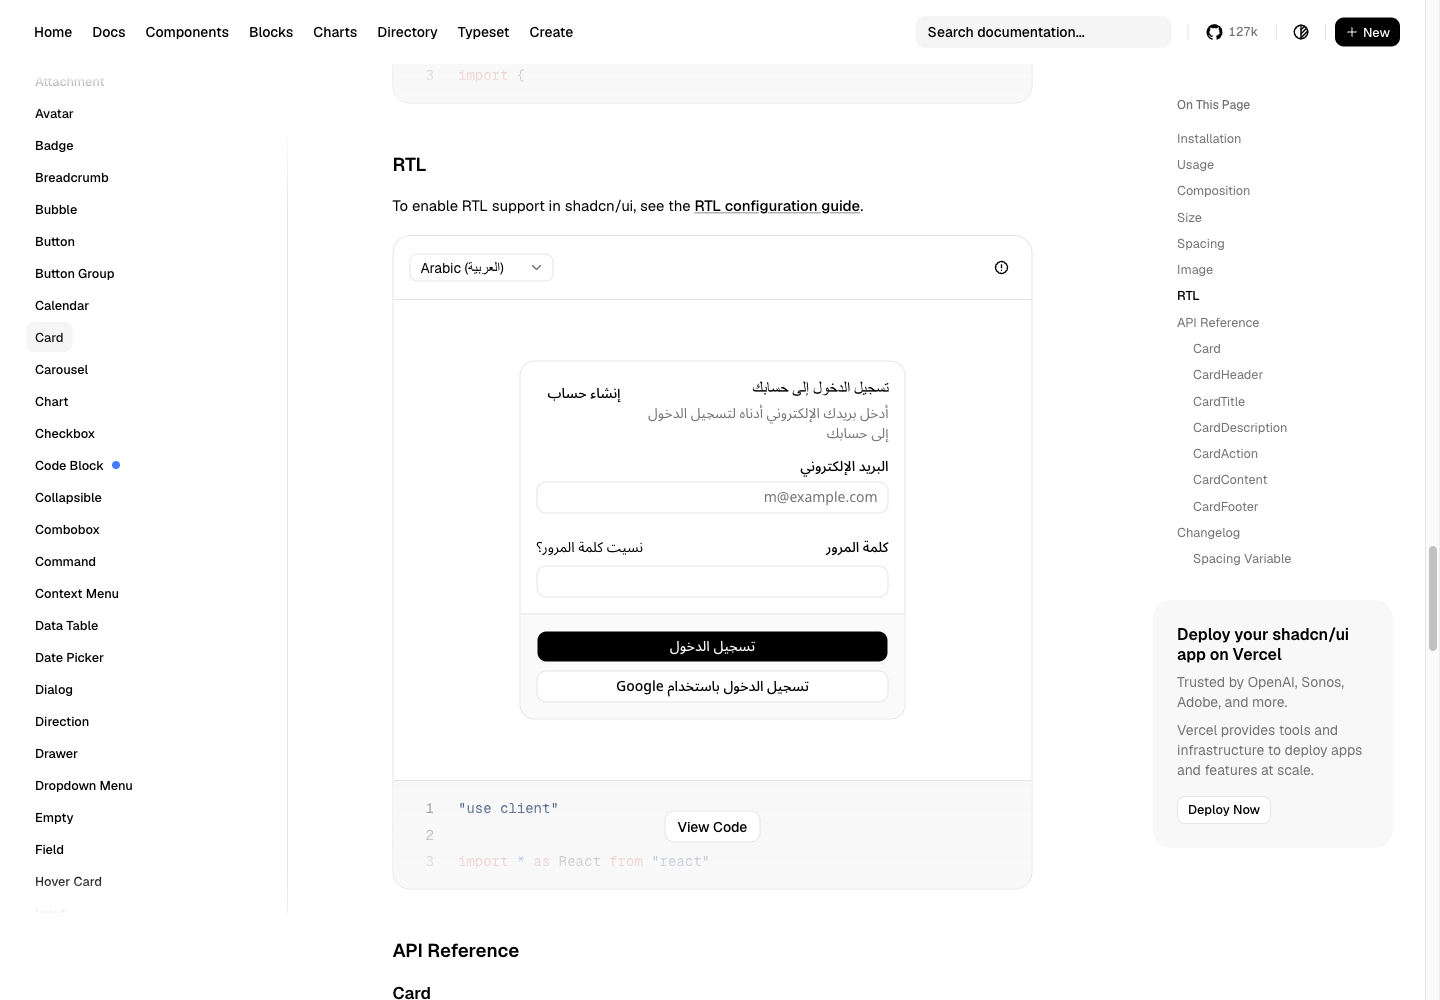 Home Docs Components Blocks Charts Directory Typeset Create
Search documentation...
127k
New
Attachment
Avatar
Badge
Breadcrumb
Bubble
Button
Button Group
Calendar
Card
Carousel
Chart
Checkbox
Code Block
Collapsible
Combobox
Command
Context Menu
Data Table
Date Picker
Dialog
Direction
Drawer
Dropdown Menu
Empty
Field
Hover Card
Input
3 import {
RTL
To enable RTL support in shadcn/ui, see the RTL configuration guide.
Arabic (العربية)
تسجيل الدخول إلى حسابك
إنشاء حساب
أدخل بريدك الإلكتروني أدناه لتسجيل الدخول
إلى حسابك
البريد الإلكتروني
m@example.com
كلمة المرور
نسيت كلمة المرور؟
تسجيل الدخول
تسجيل الدخول باستخدام Google
1 "use client"
2
View Code
3 import * as React from "react"
API Reference
Card
On This Page
Installation
Usage
Composition
Size
Spacing
Image
RTL
API Reference
Card
CardHeader
CardTitle
CardDescription
CardAction
CardContent
CardFooter
Changelog
Spacing Variable
Deploy your shadcn/ui
app on Vercel
Trusted by OpenAI, Sonos,
Adobe, and more.
Vercel provides tools and
infrastructure to deploy apps
and features at scale.
Deploy Now